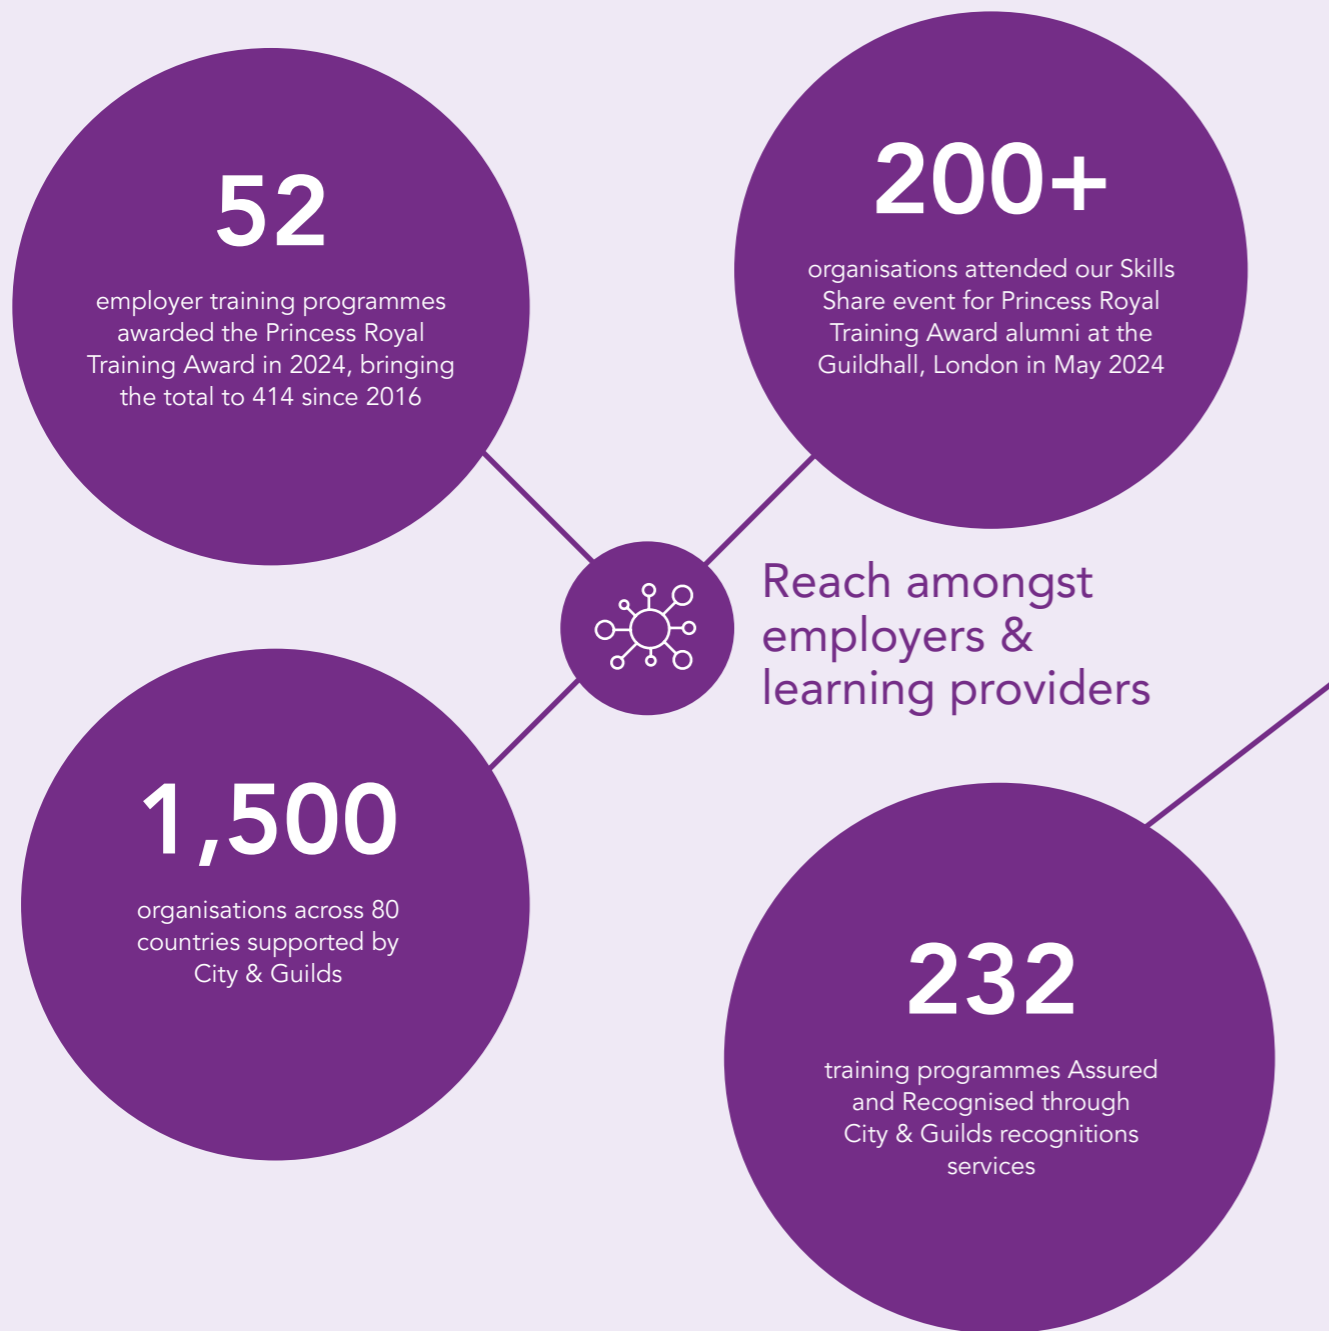 52
employer training programmes
awarded the Princess Royal
Training Award in 2024, bringing
the total to 414 since 2016
200+
organisations attended our Skills
Share event for Princess Royal
Training Award alumni at the
Guildhall, London in May 2024
Reach amongst
employers &
learning providers
1,500
organisations across 80
countries supported by
City & Guilds
232
training programmes Assured
and Recognised through
City & Guilds recognitions
services